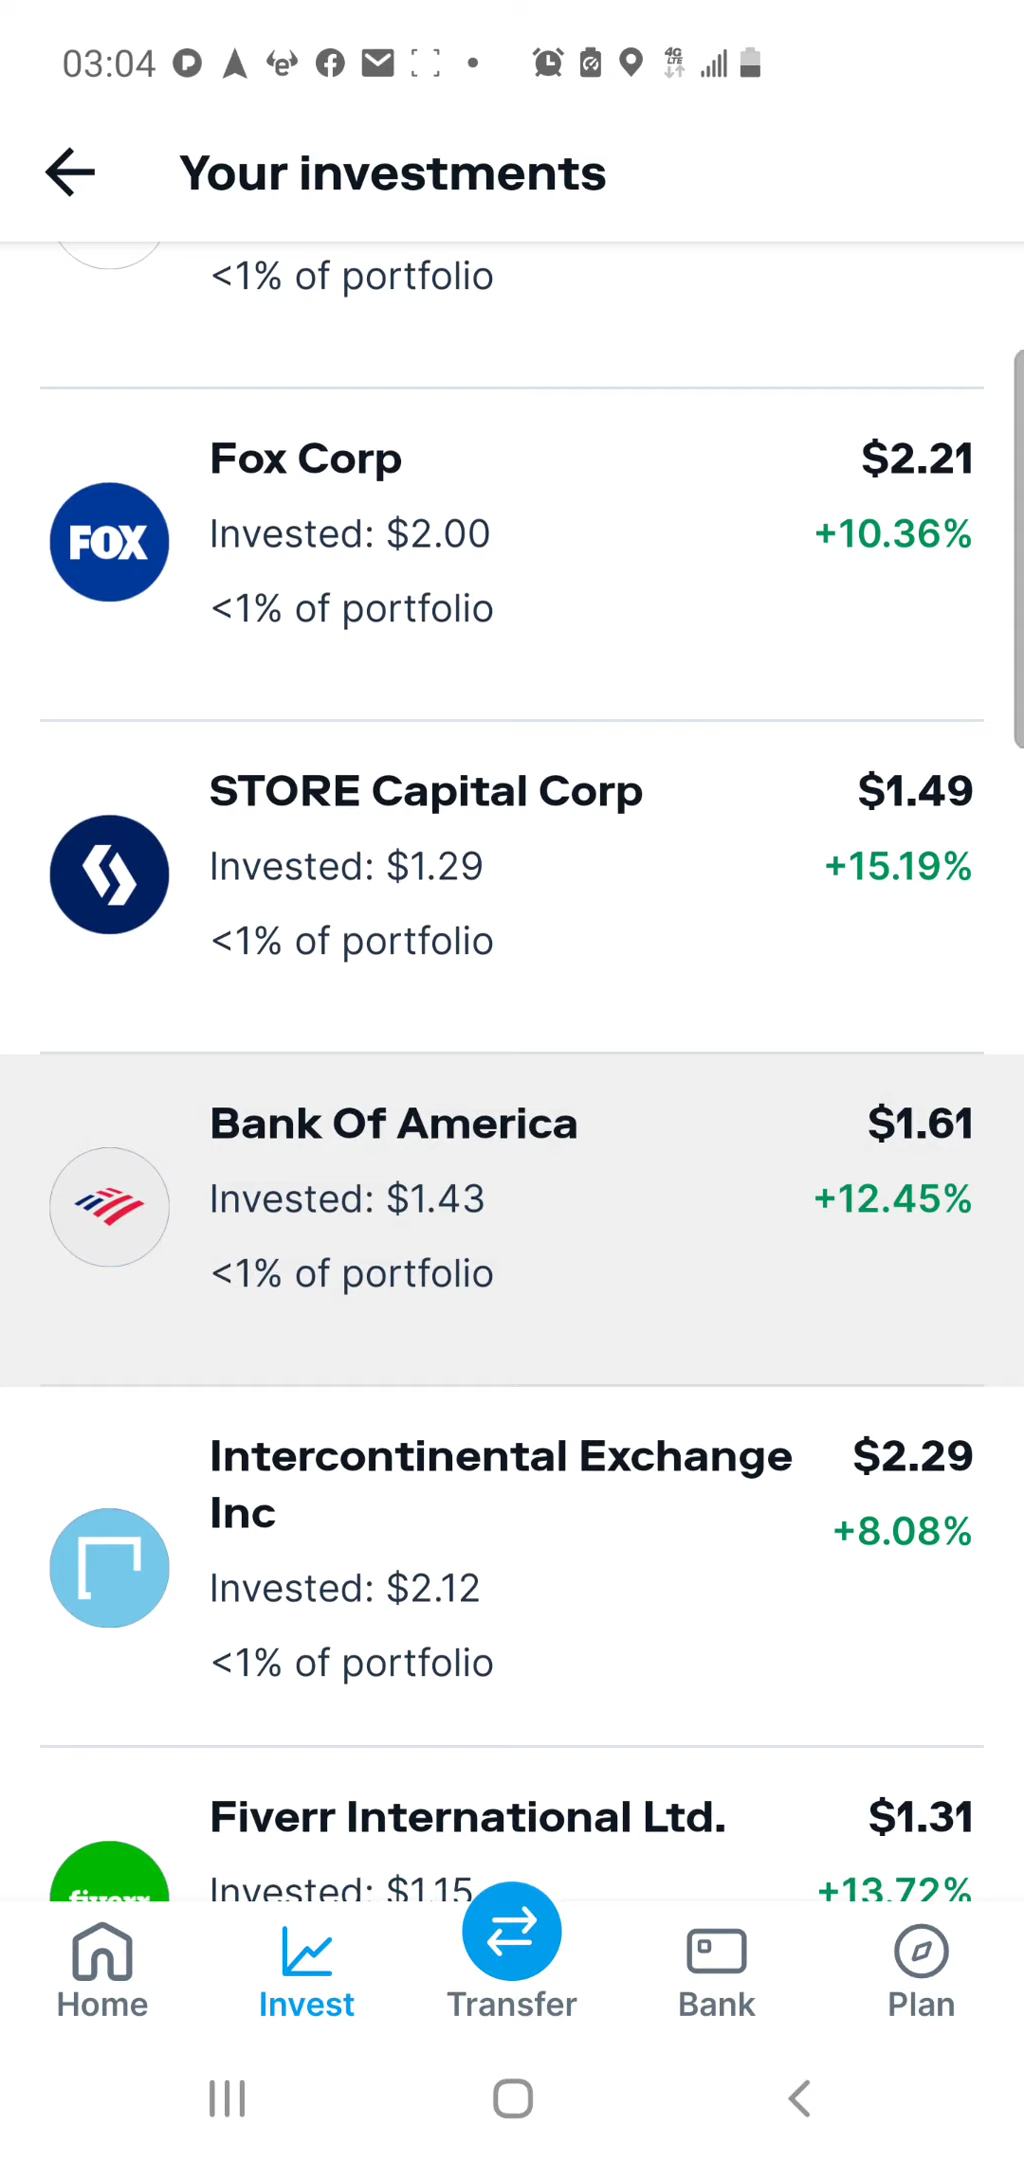 03:04
4G LTE
Your investments
<1% of portfolio
Fox Corp
$2.21
FOX
Invested: $2.00
+10.36%
<1% of portfolio
STORE Capital Corp
$1.49
Invested: $1.29
+15.19%
<1% of portfolio
Bank Of America
$1.61
Invested: $1.43
+12.45%
<1% of portfolio
Intercontinental Exchange
Inc
$2.29
+8.08%
Invested: $2.12
<1% of portfolio
Fiverr International Ltd.
$1.31
fiverr
Invested: $1.15
+13.72%
Home
Invest
Transfer
Bank
Plan